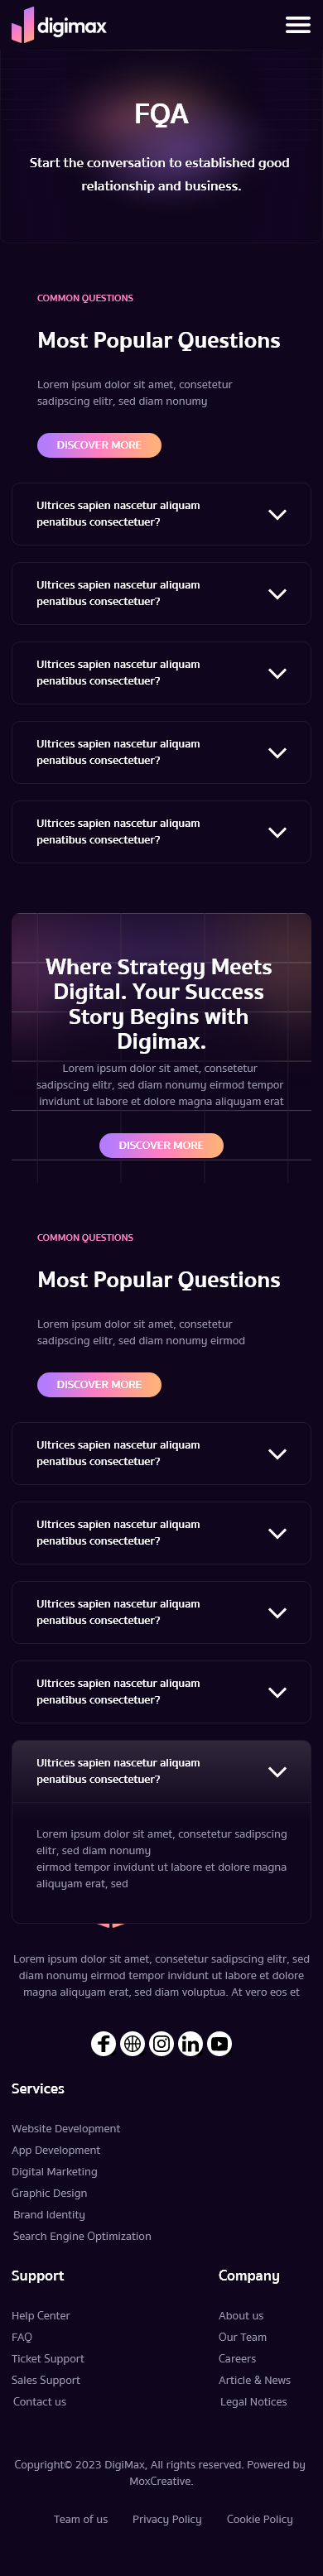 digimax
FQA
Start the conversation to established good
relationship and business.
COMMON QUESTIONS
Most Popular Questions
Lorem ipsum dolor sit amet, consetetur
sadipscing elitr, sed diam nonumy
DISCOVER MORE
Ultrices sapien nascetur aliquam
penatibus consectetuer?
Ultrices sapien nascetur aliquam
penatibus consectetuer?
Ultrices sapien nascetur aliquam
penatibus consectetuer?
Ultrices sapien nascetur aliquam
penatibus consectetuer?
Ultrices sapien nascetur aliquam
penatibus consectetuer?
Where Strategy Meets
Digital. Your Success
Story Begins with
Digimax.
Lorem ipsum dolor sit amet, consetetur
sadipscing elitr, sed diam nonumy eirmod tempor
invidunt ut labore et dolore magna aliquyam erat
DISCOVER MORE
COMMON QUESTIONS
Most Popular Questions
Lorem ipsum dolor sit amet, consetetur
sadipscing elitr, sed diam nonumy eirmod
DISCOVER MORE
Ultrices sapien nascetur aliquam
penatibus consectetuer?
Ultrices sapien nascetur aliquam
penatibus consectetuer?
Ultrices sapien nascetur aliquam
penatibus consectetuer?
Ultrices sapien nascetur aliquam
penatibus consectetuer?
Ultrices sapien nascetur aliquam
penatibus consectetuer?
Lorem ipsum dolor sit amet, consetetur sadipscing
elitr, sed diam nonumy
eirmod tempor invidunt ut labore et dolore magna
aliquyam erat, sed
Lorem ipsum dolor sit amet, consetetur sadipscing elitr, sed
diam nonumy eirmod tempor invidunt ut labore et dolore
magna aliquyam erat, sed diam voluptua. At vero eos et
Services
Website Development
App Development
Digital Marketing
Graphic Design
Brand Identity
Search Engine Optimization
Support
Help Center
FAQ
Ticket Support
Sales Support
Contact us
Company
About us
Our Team
Careers
Article & News
Legal Notices
Copyright© 2023 DigiMax, All rights reserved. Powered by
MoxCreative.
Team of us Privacy Policy Cookie Policy